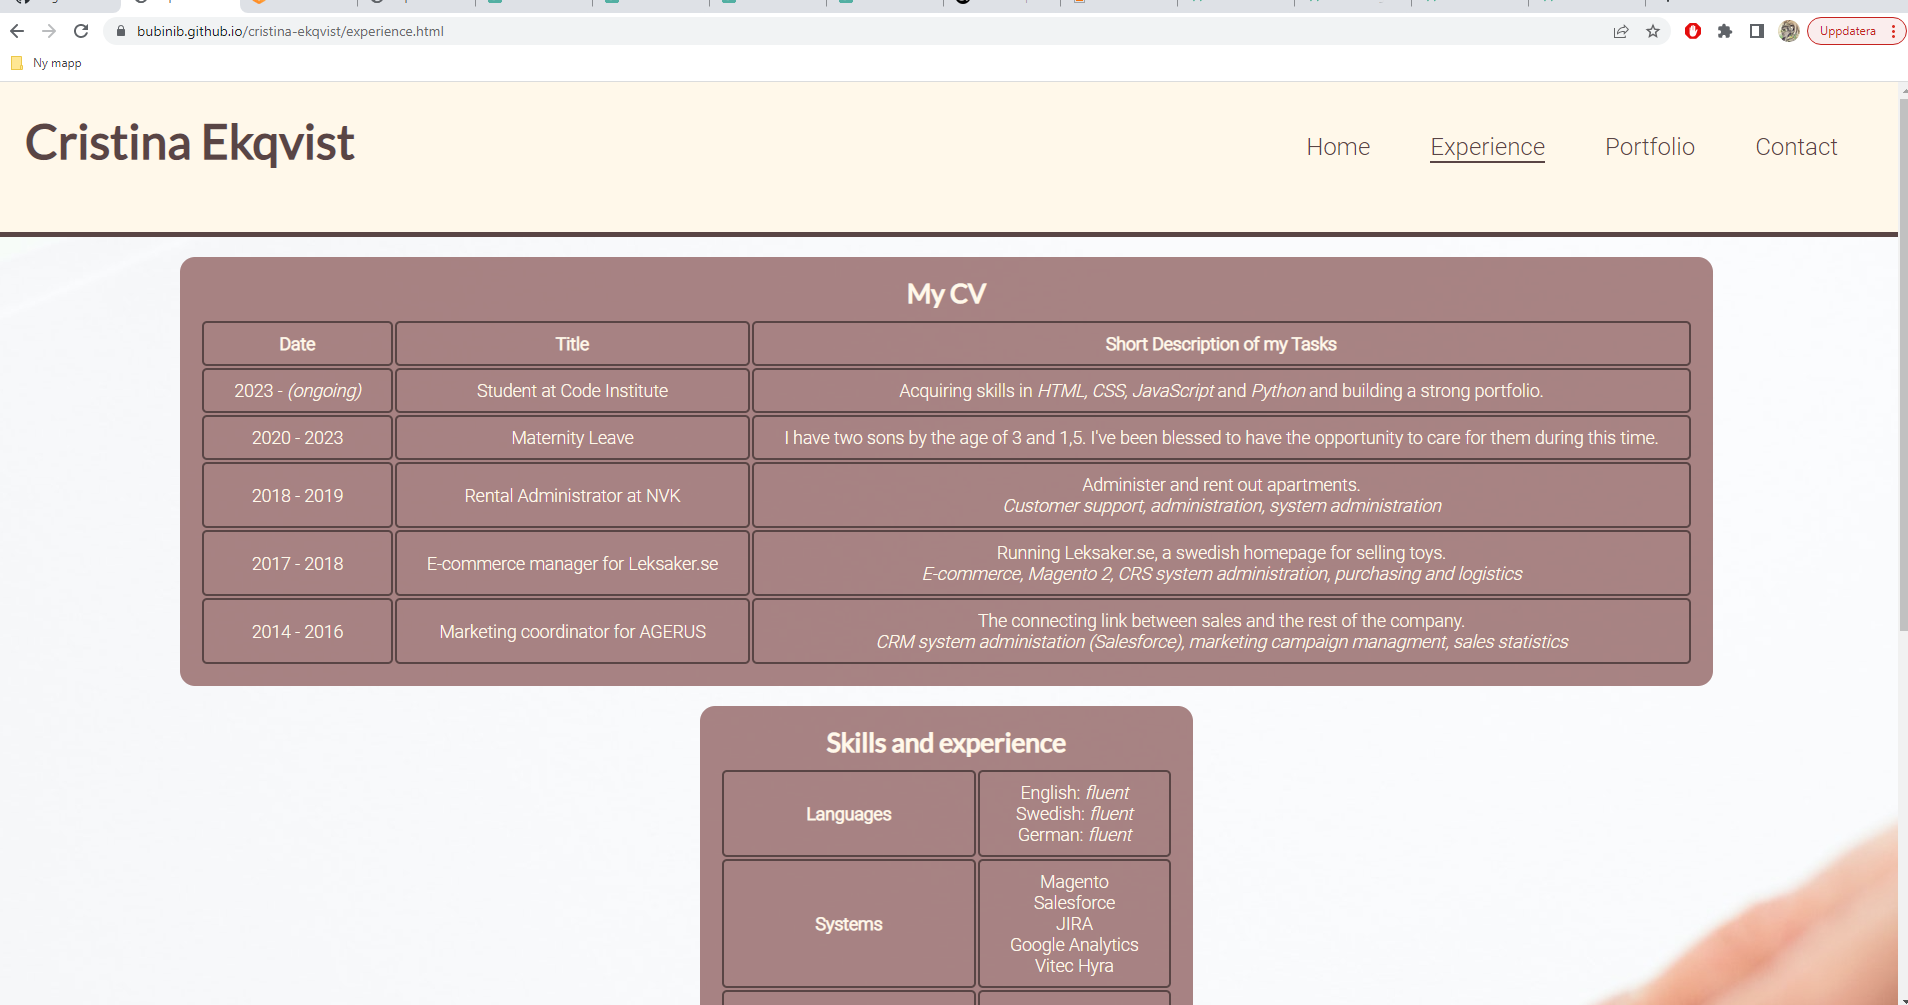 bubinib.github.io/cristina-ekqvist/experience.html
Uppdatera
Ny mapp
Cristina Ekqvist
Home Experience Portfolio Contact
My CV
Date Title Short Description of my Tasks
2023 - (ongoing) Student at Code Institute Acquiring skills in HTML, CSS, JavaScript and Python and building a strong portfolio.
2020 - 2023 Maternity Leave I have two sons by the age of 3 and 1,5. I've been blessed to have the opportunity to care for them during this time.
2018 - 2019 Rental Administrator at NVK Administer and rent out apartments.
Customer support, administration, system administration
2017 - 2018 E-commerce manager for Leksaker.se Running Leksaker.se, a swedish homepage for selling toys.
E-commerce, Magento 2, CRS system administration, purchasing and logistics
2014 - 2016 Marketing coordinator for AGERUS The connecting link between sales and the rest of the company.
CRM system administation (Salesforce), marketing campaign managment, sales statistics
Skills and experience
Languages
English: fluent
Swedish: fluent
German: fluent
Systems
Magento
Salesforce
JIRA
Google Analytics
Vitec Hyra